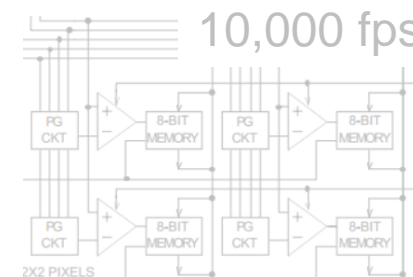 10,000 fps
PG CKT + − 8-BIT MEMORY PG CKT + − 8-BIT MEMORY
PG CKT + − 8-BIT MEMORY PG CKT + − 8-BIT MEMORY
2X2 PIXELS